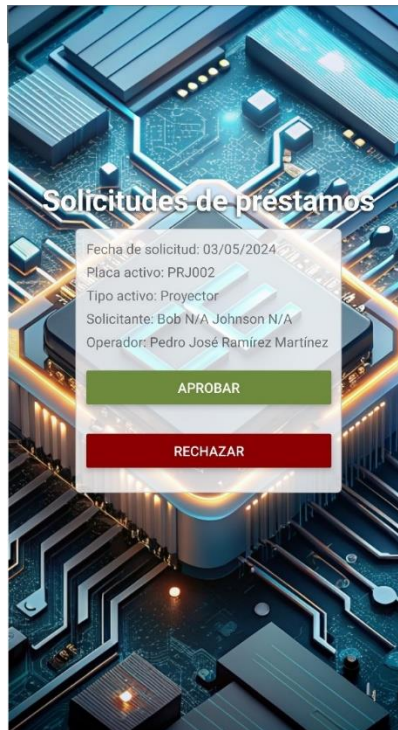 Solicitudes de préstamos
Fecha de solicitud: 03/05/2024
Placa activo: PRJ002
Tipo activo: Proyector
Solicitante: Bob N/A Johnson N/A
Operador: Pedro José Ramírez Martínez
APROBAR
RECHAZAR